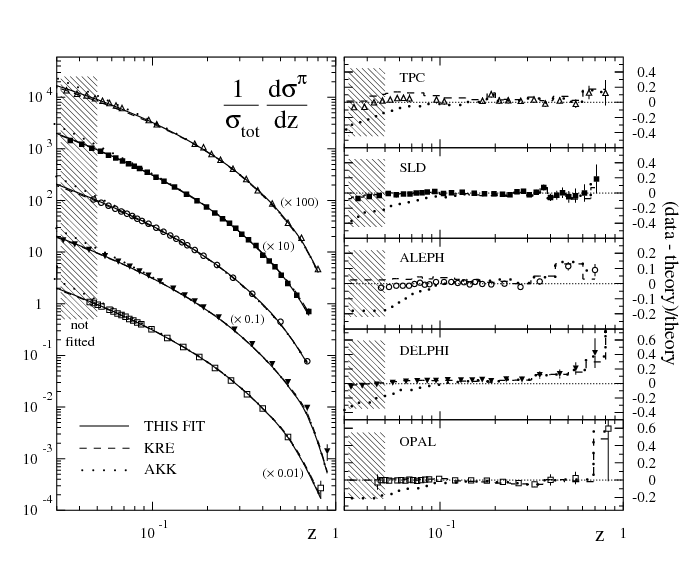 1 dσ^π
σ_tot dz
10^4
10^3
10^2
10
1
10^-1
10^-2
10^-3
10^-4
(× 100)
(× 10)
(× 0.1)
(× 0.01)
not
fitted
THIS FIT
KRE
AKK
10^-1
z
1
TPC
0.4
0.2
0
-0.2
-0.4
SLD
0.4
0.2
0
-0.2
-0.4
ALEPH
0.2
0.1
0
-0.1
-0.2
DELPHI
0.6
0.4
0.2
0
-0.2
-0.4
OPAL
0.6
0.4
0.2
0
-0.2
10^-1
z
1
(data - theory)/theory